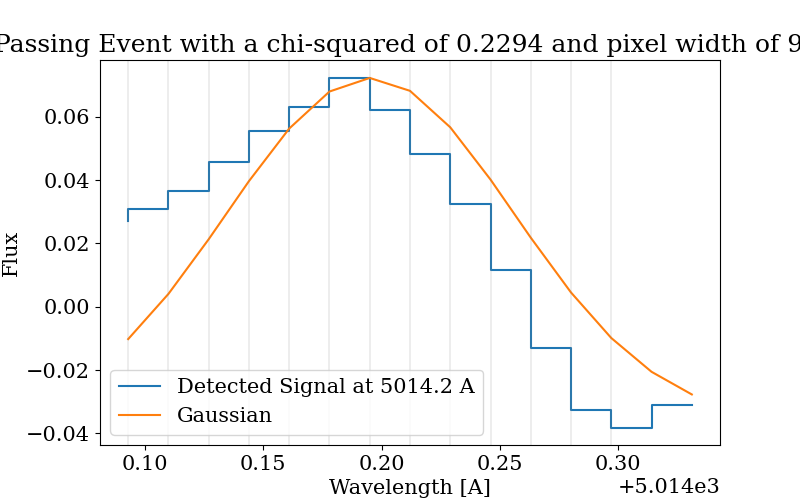 Passing Event with a chi-squared of 0.2294 and pixel width of 9
Flux
0.06
0.04
0.02
0.00
−0.02
−0.04
Detected Signal at 5014.2 A
Gaussian
0.10 0.15 0.20 0.25 0.30
+5.014e3
Wavelength [A]